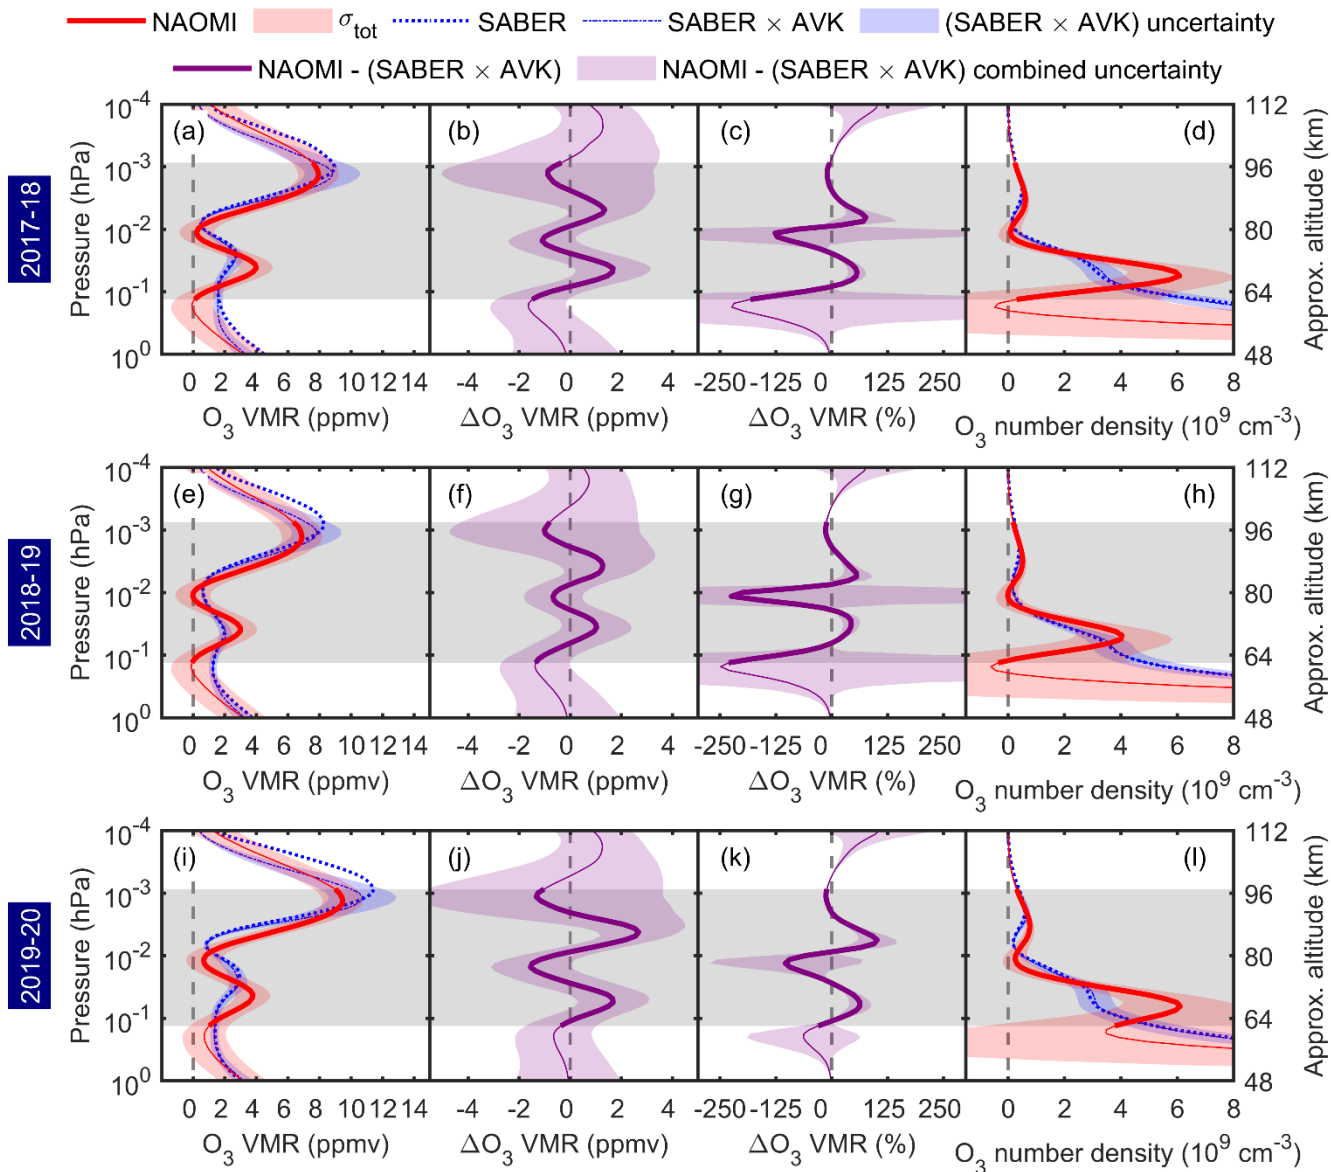 NAOMI σtot SABER SABER × AVK (SABER × AVK) uncertainty
NAOMI - (SABER × AVK) NAOMI - (SABER × AVK) combined uncertainty
2017-18
Pressure (hPa)
10⁻⁴
10⁻³
10⁻²
10⁻¹
10⁰
(a) (b) (c) (d)
112
96
80
64
48
Approx. altitude (km)
0 2 4 6 8 10 12 14 -4 -2 0 2 4 -250 -125 0 125 250 0 2 4 6 8
O₃ VMR (ppmv) ΔO₃ VMR (ppmv) ΔO₃ VMR (%) O₃ number density (10⁹ cm⁻³)
2018-19
Pressure (hPa)
10⁻⁴
10⁻³
10⁻²
10⁻¹
10⁰
(e) (f) (g) (h)
112
96
80
64
48
Approx. altitude (km)
0 2 4 6 8 10 12 14 -4 -2 0 2 4 -250 -125 0 125 250 0 2 4 6 8
O₃ VMR (ppmv) ΔO₃ VMR (ppmv) ΔO₃ VMR (%) O₃ number density (10⁹ cm⁻³)
2019-20
Pressure (hPa)
10⁻⁴
10⁻³
10⁻²
10⁻¹
10⁰
(i) (j) (k) (l)
112
96
80
64
48
Approx. altitude (km)
0 2 4 6 8 10 12 14 -4 -2 0 2 4 -250 -125 0 125 250 0 2 4 6 8
O₃ VMR (ppmv) ΔO₃ VMR (ppmv) ΔO₃ VMR (%) O₃ number density (10⁹ cm⁻³)